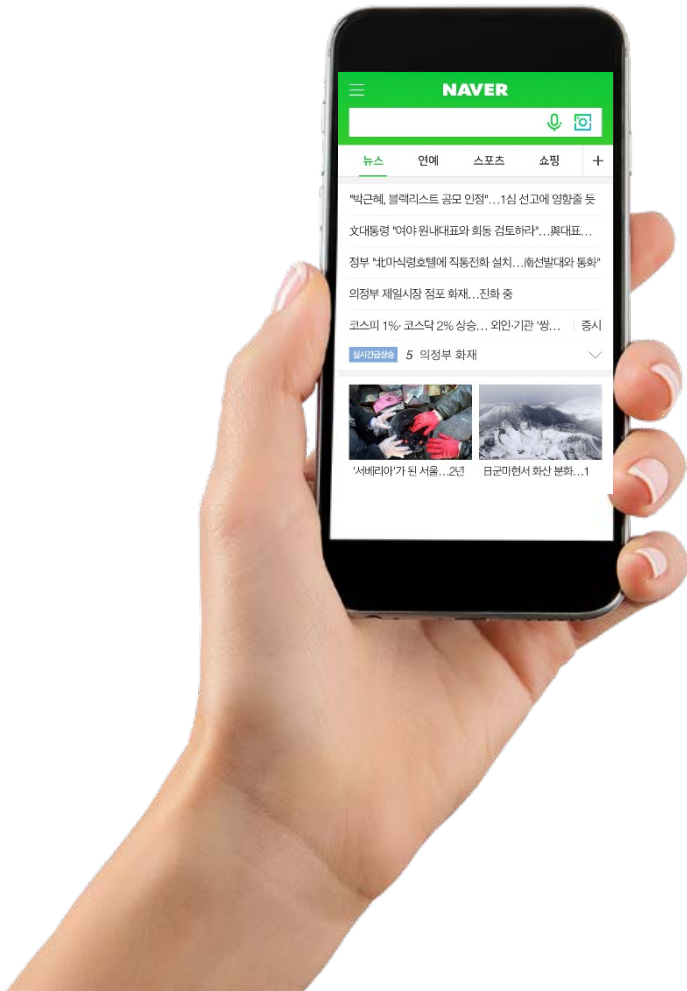 NAVER
뉴스 연예 스포츠 쇼핑 +
"박근혜, 블랙리스트 공모 인정"…1심 선고에 영향줄 듯
文대통령 "여야 원내대표와 회동 검토하라"…與대표…
정부 "北마식령호텔에 직통전화 설치…南선발대와 통화"
의정부 제일시장 점포 화재…진화 중
코스피 1%· 코스닥 2% 상승… 외인·기관 '쌍… 증시
실시간급상승 5 의정부 화재
'서베리아'가 된 서울…2년 日군마현서 화산 분화…1